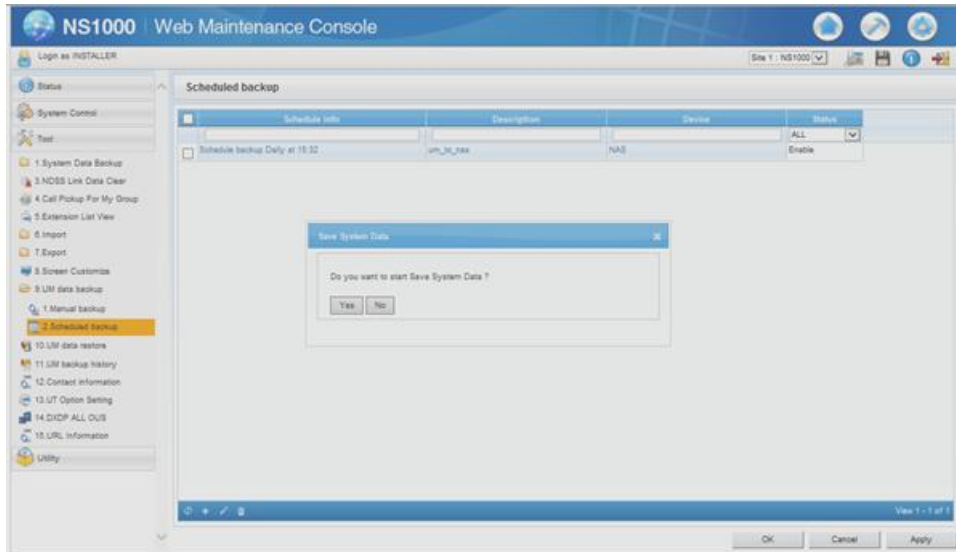 NS1000 Web Maintenance Console
Login as INSTALLER
Site 1 : NS1000
Status
System Control
Tool
1.System Data Backup
3.NDSS Link Data Clear
4.Call Pickup For My Group
5.Extension List View
6.Import
7.Export
8.Screen Customize
9.UM data backup
1.Manual backup
2.Scheduled backup
10.UM data restore
11.UM backup history
12.Contact information
13.UT Option Setting
14.DXDP ALL OUS
15.URL Information
Utility
Scheduled backup
Schedule Info Description Device Status
ALL
Schedule backup Daily at 15:32 um_to_nas NAS Enable
Save System Data
Do you want to start Save System Data ?
Yes No
View 1 - 1 of 1
OK Cancel Apply